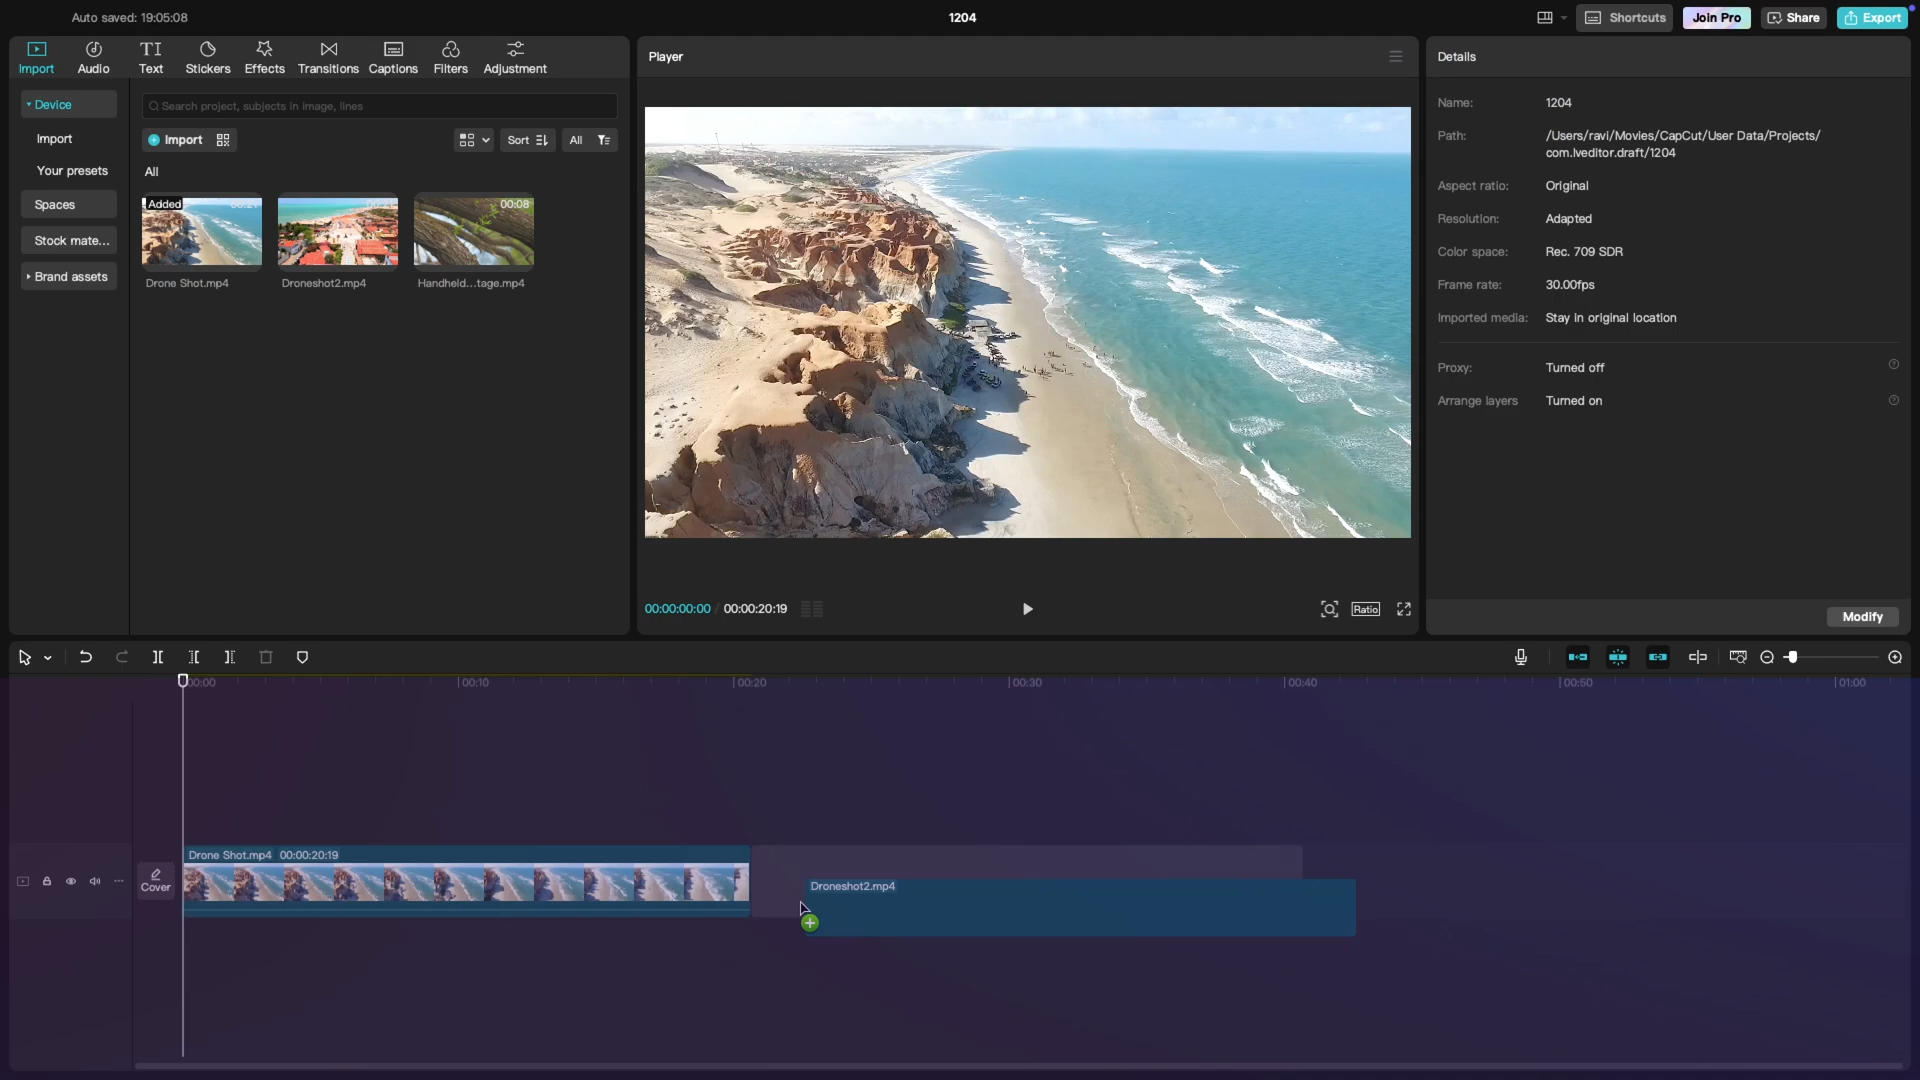 Auto saved: 19:05:08
1204
Shortcuts
Join Pro
Share
Export
Import
Audio
Text
Stickers
Effects
Transitions
Captions
Filters
Adjustment
Device
Import
Your presets
Spaces
Stock mate...
Brand assets
Search project, subjects in image, lines
Import
Sort
All
All
Added
00:08
Drone Shot.mp4
Droneshot2.mp4
Handheld...tage.mp4
Player
00:00:00:00
00:00:20:19
Ratio
Details
Name: 1204
Path: /Users/ravi/Movies/CapCut/User Data/Projects/
com.lveditor.draft/1204
Aspect ratio: Original
Resolution: Adapted
Color space: Rec. 709 SDR
Frame rate: 30.00fps
Imported media: Stay in original location
Proxy: Turned off
Arrange layers Turned on
Modify
00:00
00:10
00:20
00:30
00:40
00:50
01:00
Drone Shot.mp4 00:00:20:19
Cover
Droneshot2.mp4